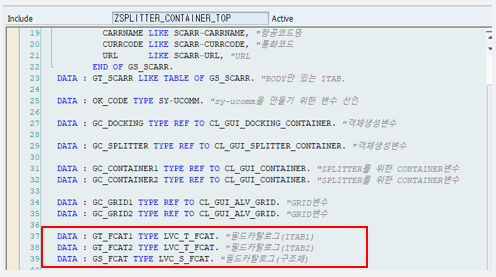 Include ZSPLITTER_CONTAINER_TOP Active
19 CARRNAME LIKE SCARR-CARRNAME, "항공코드명
20 CURRCODE LIKE SCARR-CURRCODE, "통화코드
21 URL LIKE SCARR-URL, "URL
22 END OF GS_SCARR.
23 DATA : GT_SCARR LIKE TABLE OF GS_SCARR. "BODY만 있는 ITAB.
24
25 DATA : OK_CODE TYPE SY-UCOMM. "sy-ucomm을 만들기 위한 변수 선언
26
27 DATA : GC_DOCKING TYPE REF TO CL_GUI_DOCKING_CONTAINER. "객체생성변수
28
29 DATA : GC_SPLITTER TYPE REF TO CL_GUI_SPLITTER_CONTAINER. "객체생성변수
30
31 DATA : GC_CONTAINER1 TYPE REF TO CL_GUI_CONTAINER. "SPLITTER를 위한 CONTAINER변수
32 DATA : GC_CONTAINER2 TYPE REF TO CL_GUI_CONTAINER. "SPLITTER를 위한 CONTAINER변수
33
34 DATA : GC_GRID1 TYPE REF TO CL_GUI_ALV_GRID. "GRID변수
35 DATA : GC_GRID2 TYPE REF TO CL_GUI_ALV_GRID. "GRID변수
36
37 DATA : GT_FCAT1 TYPE LVC_T_FCAT. "필드카탈로그(ITAB1)
38 DATA : GT_FCAT2 TYPE LVC_T_FCAT. "필드카탈로그(ITAB2)
39 DATA : GS_FCAT TYPE LVC_S_FCAT. "필드카탈로그(구조체)